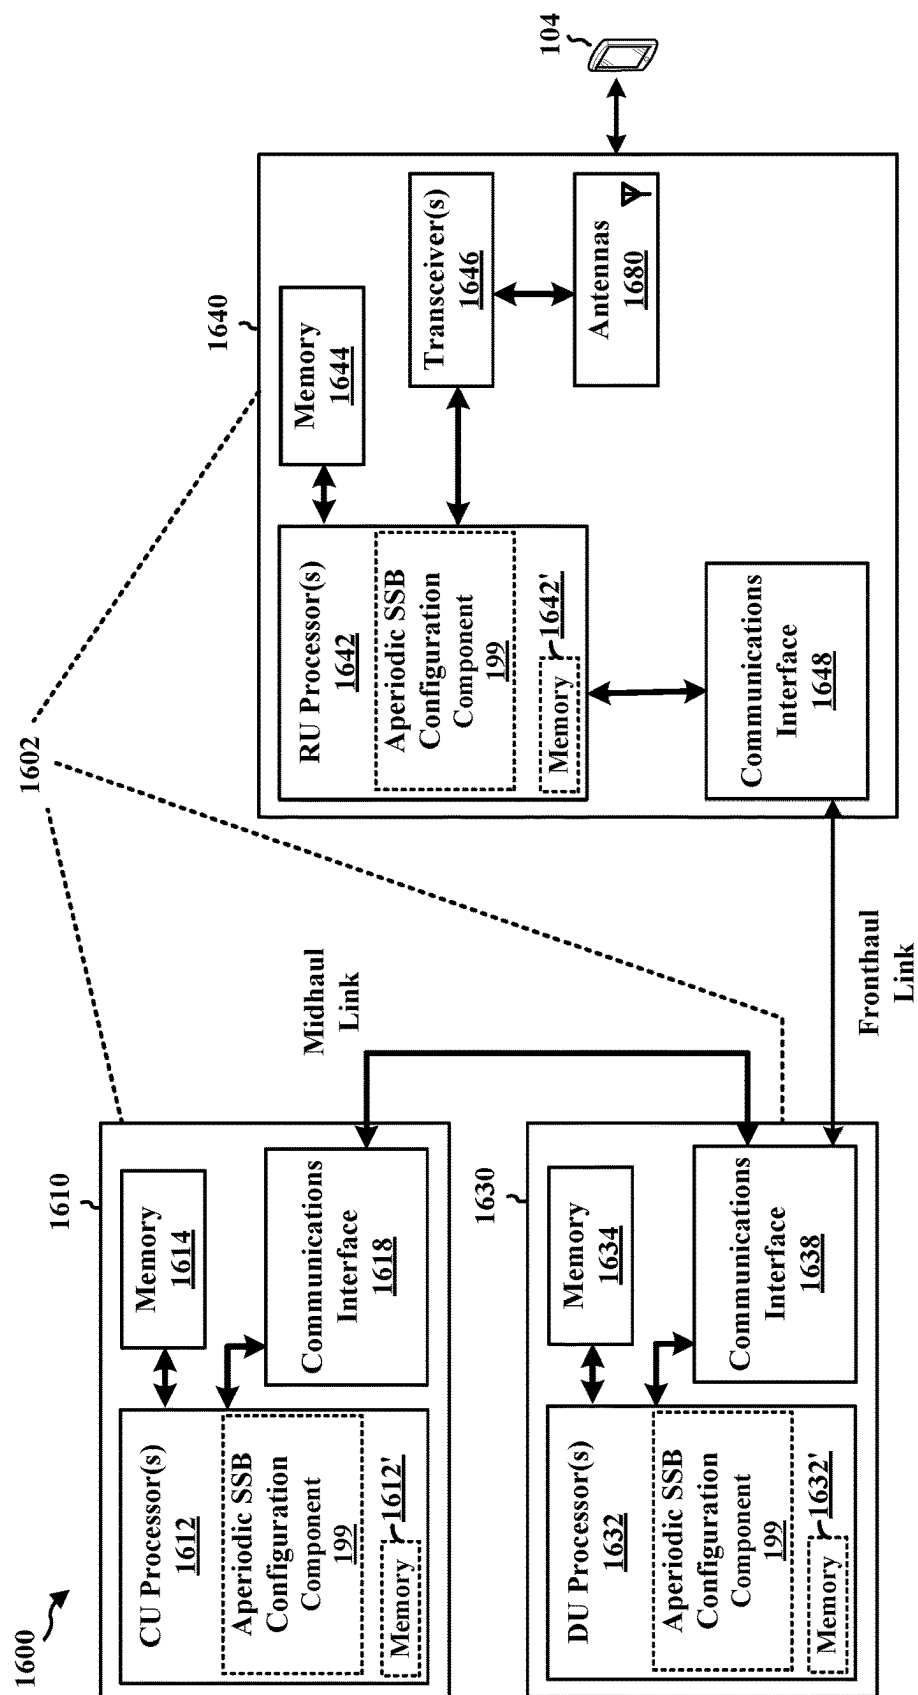 1600
1602
1610
CU Processor(s)
1612
Aperiodic SSB
Configuration
Component
199
Memory
1612'
Memory
1614
Communications
Interface
1618
Midhaul
Link
1630
DU Processor(s)
1632
Aperiodic SSB
Configuration
Component
199
Memory
1632'
Memory
1634
Communications
Interface
1638
Fronthaul
Link
1640
RU Processor(s)
1642
Aperiodic SSB
Configuration
Component
199
Memory
1642'
Memory
1644
Transceiver(s)
1646
Antennas
1680
Communications
Interface
1648
104